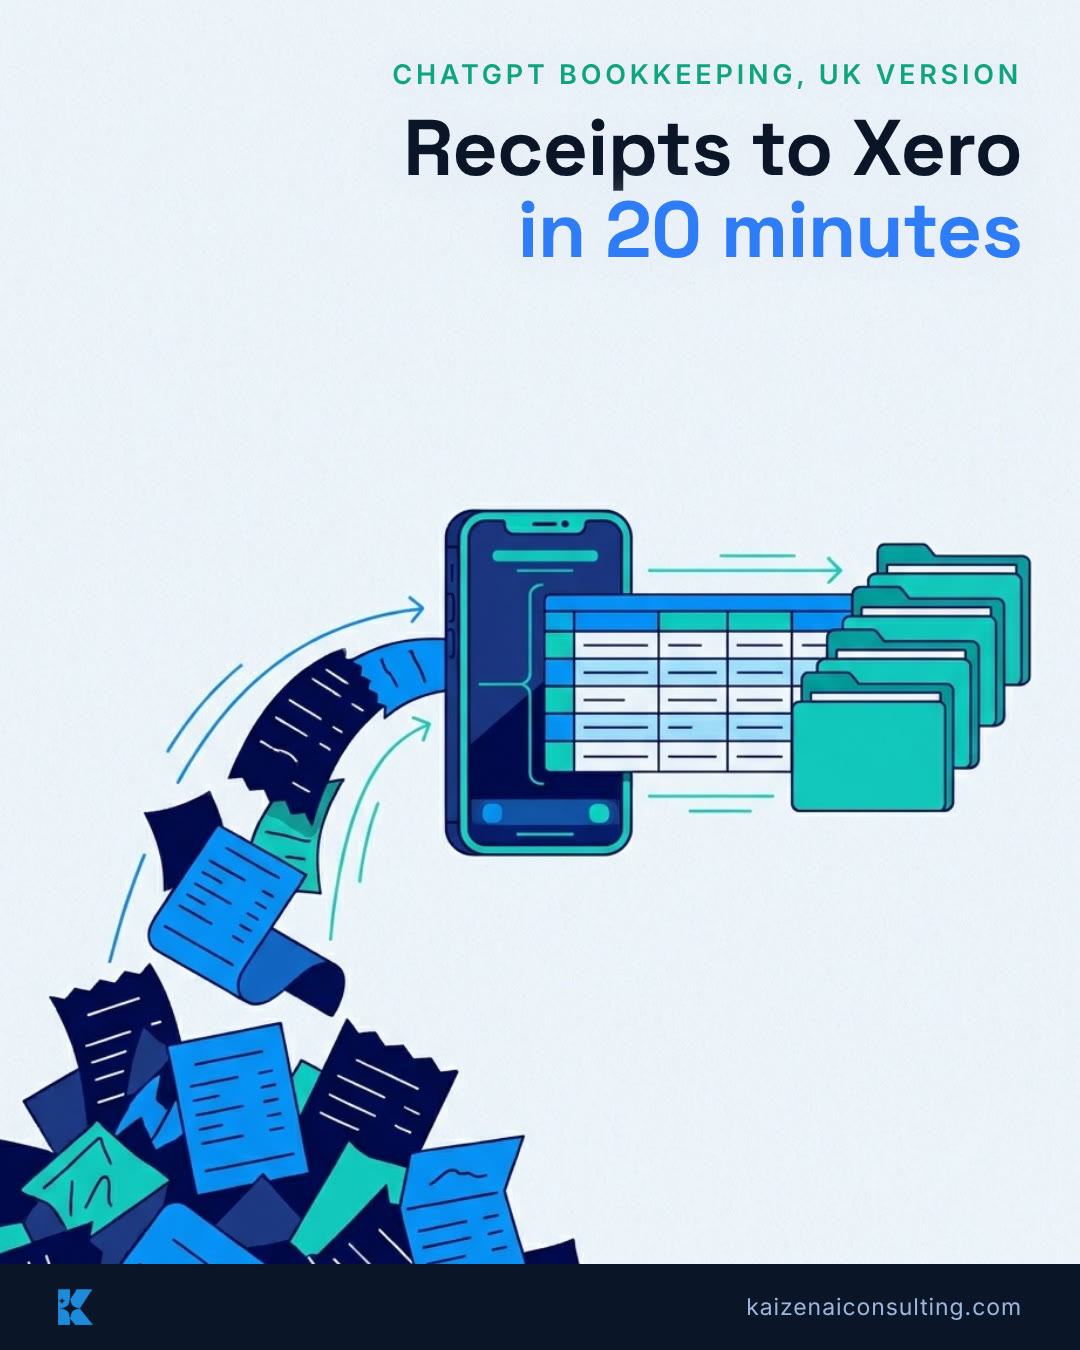 CHATGPT BOOKKEEPING, UK VERSION
Receipts to Xero
in 20 minutes
kaizenaiconsulting.com